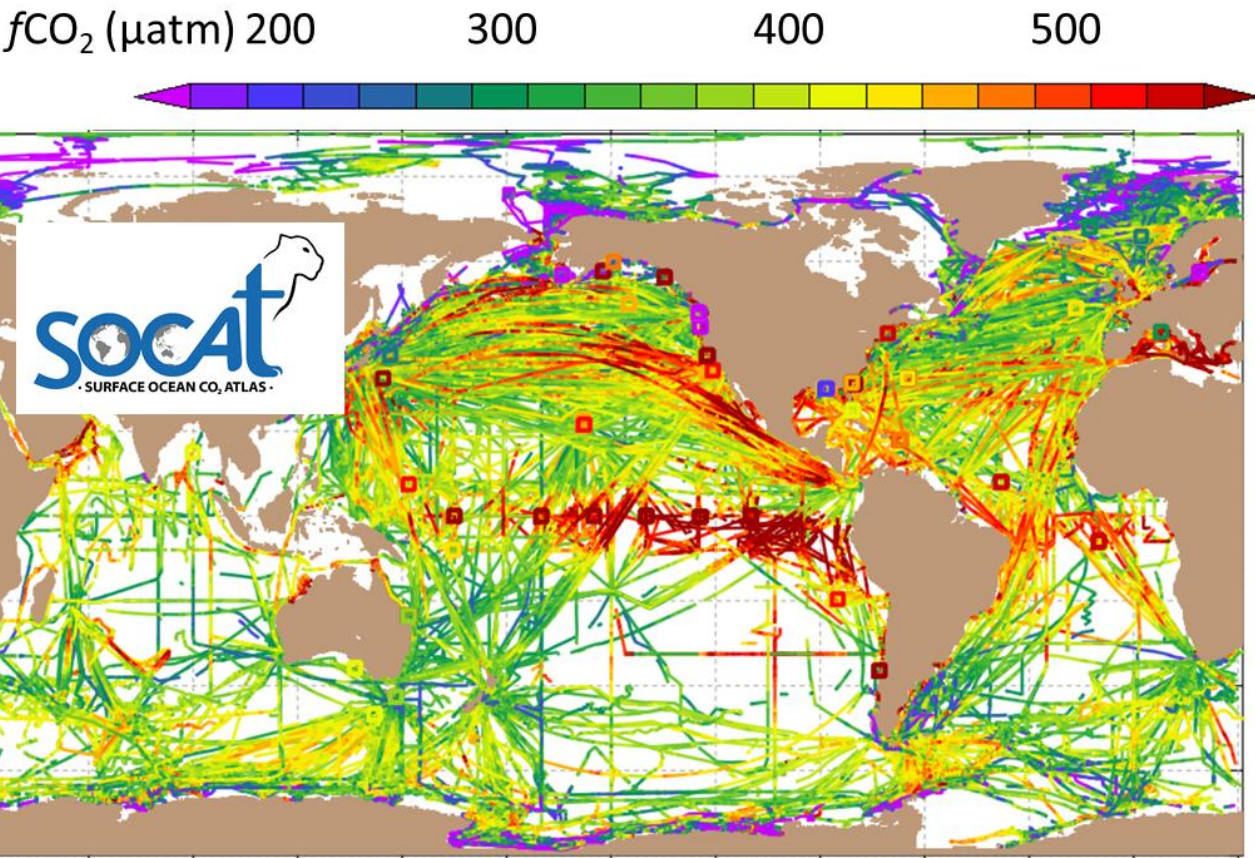 fCO₂ (µatm) 200 300 400 500
SOCAt
· SURFACE OCEAN CO₂ ATLAS ·